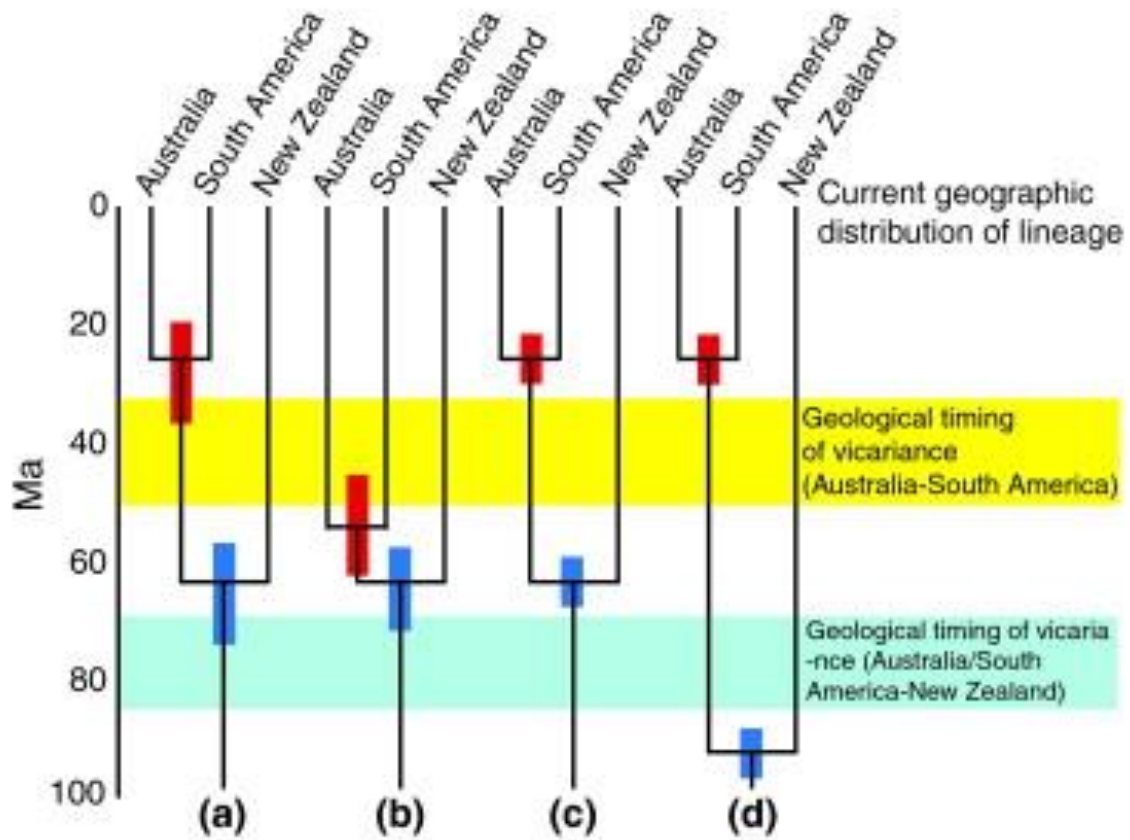 Australia
South America
New Zealand
Australia
South America
New Zealand
Australia
South America
New Zealand
Australia
South America
New Zealand
Current geographic
distribution of lineage
0
20
40
60
80
100
Ma
Geological timing
of vicariance
(Australia-South America)
Geological timing of vicaria
-nce (Australia/South
America-New Zealand)
(a)
(b)
(c)
(d)